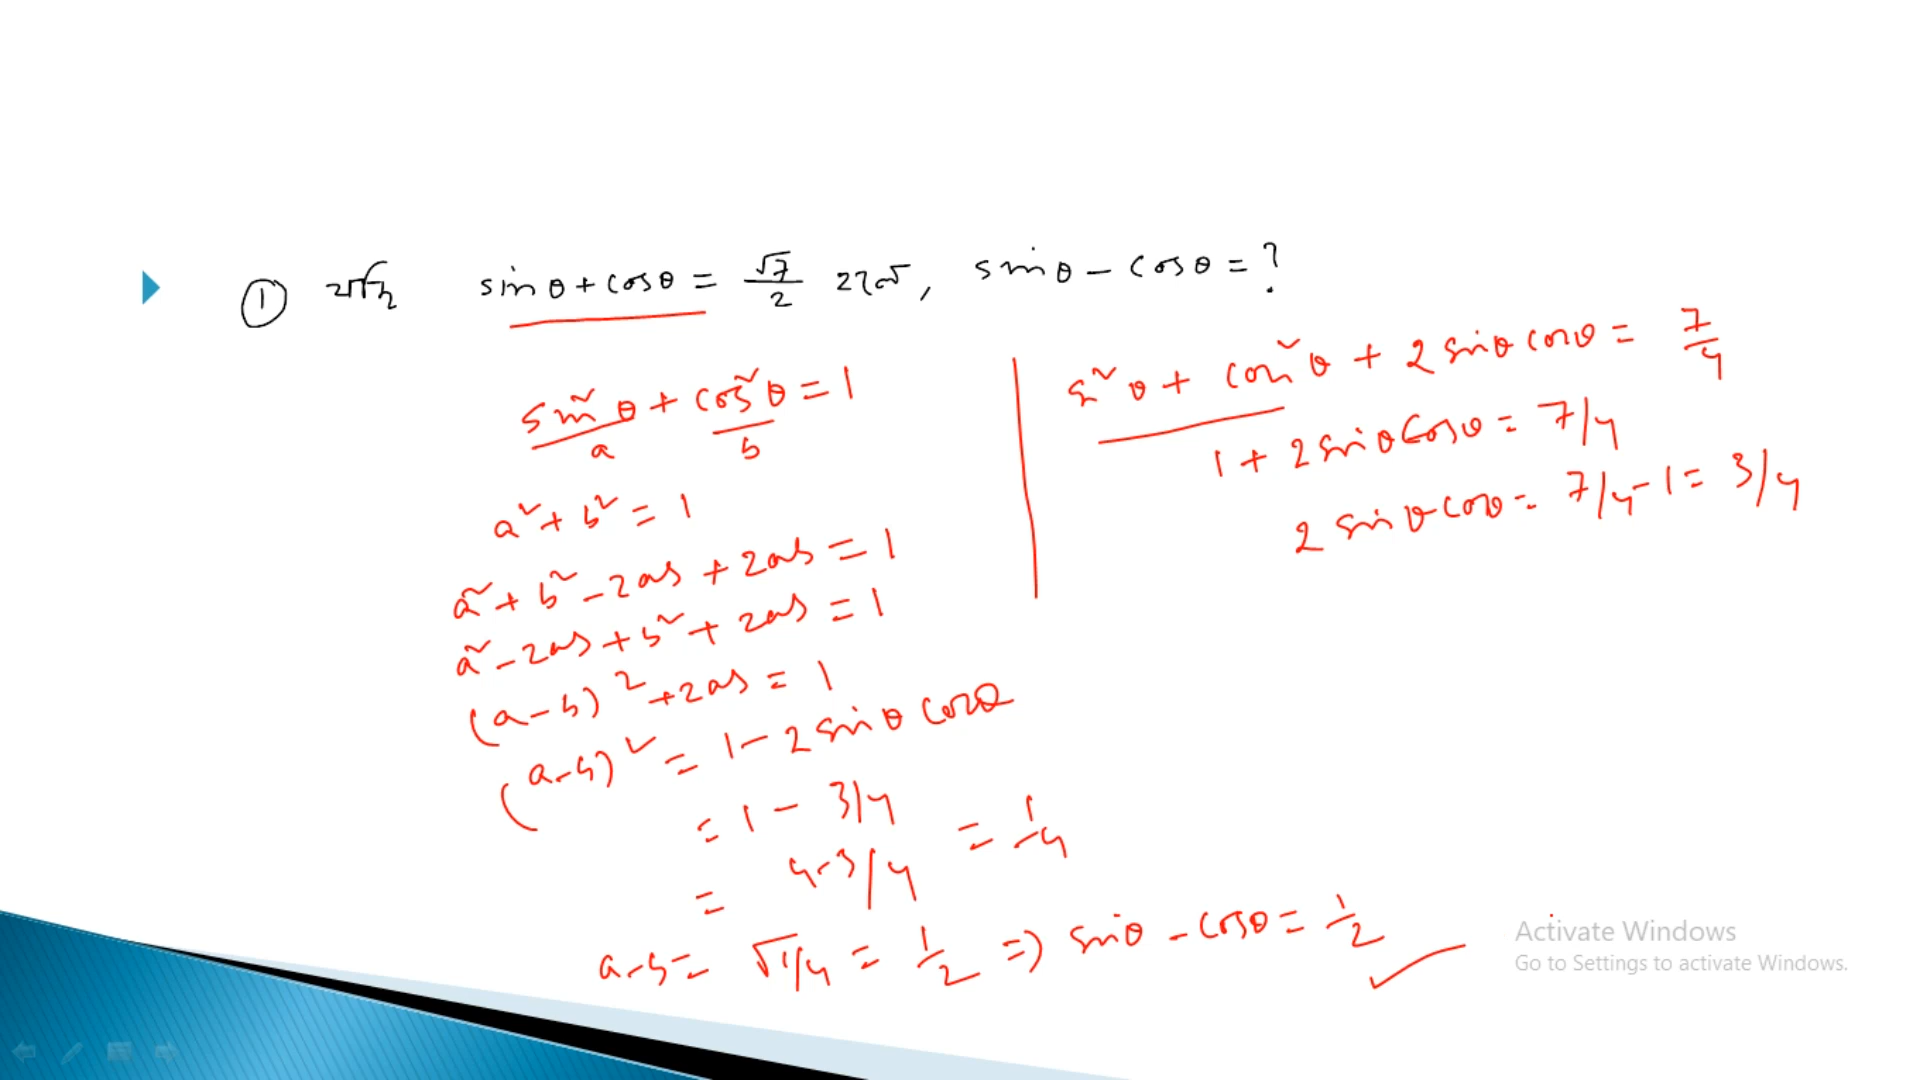 ① যদি sinθ + cosθ = √7/2 হলে, sinθ – cosθ = ?
sin²θ + cos²θ = 1
a b
a² + b² = 1
a² + b² – 2ab + 2ab = 1
a² – 2ab + b² + 2ab = 1
(a – b)² + 2ab = 1
(a – b)² = 1 – 2 sinθ cosθ
= 1 – 3/4
= 4-3/4 = 1/4
a – b = √1/4 = 1/2 => sinθ – cosθ = 1/2
s²θ + cos²θ + 2 sinθ cosθ = 7/4
1 + 2 sinθ cosθ = 7/4
2 sinθ cosθ = 7/4 – 1 = 3/4
Activate Windows
Go to Settings to activate Windows.